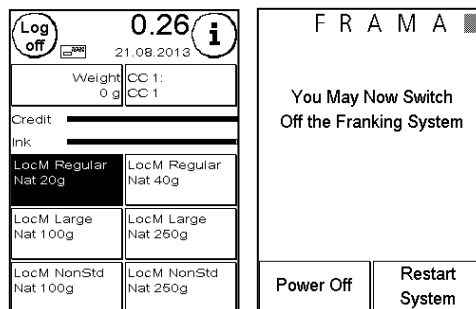 Log off
0.26
i
21.08.2013
Weight
0 g
CC 1:
CC 1
Credit
Ink
LocM Regular
Nat 20g
LocM Regular
Nat 40g
LocM Large
Nat 100g
LocM Large
Nat 250g
LocM NonStd
Nat 100g
LocM NonStd
Nat 250g
FRAMA
You May Now Switch
Off the Franking System
Power Off
Restart
System